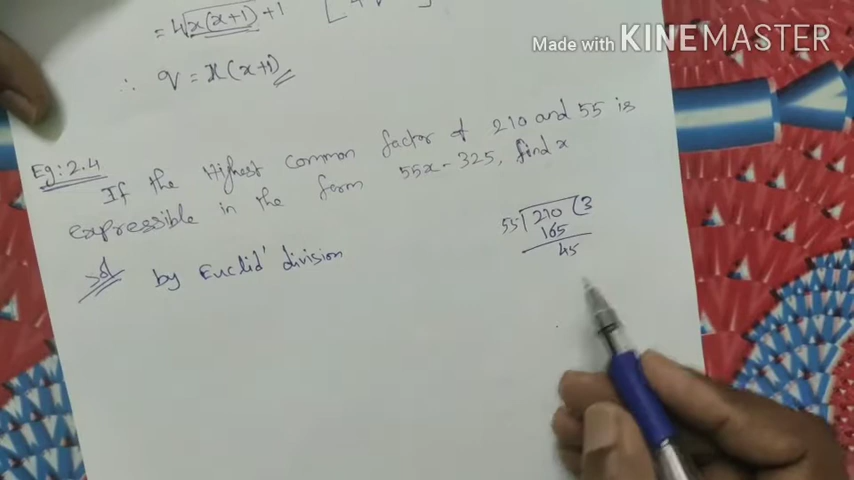 Made with KINEMASTER
= 4[x(x+1)]+1
∴ q = x(x+1)
Eg: 2.4
If the Highest common factor of 210 and 55 is
expressible in the form 55x - 325, find x
Sol
by Euclid' division
55 210 (3
165
45